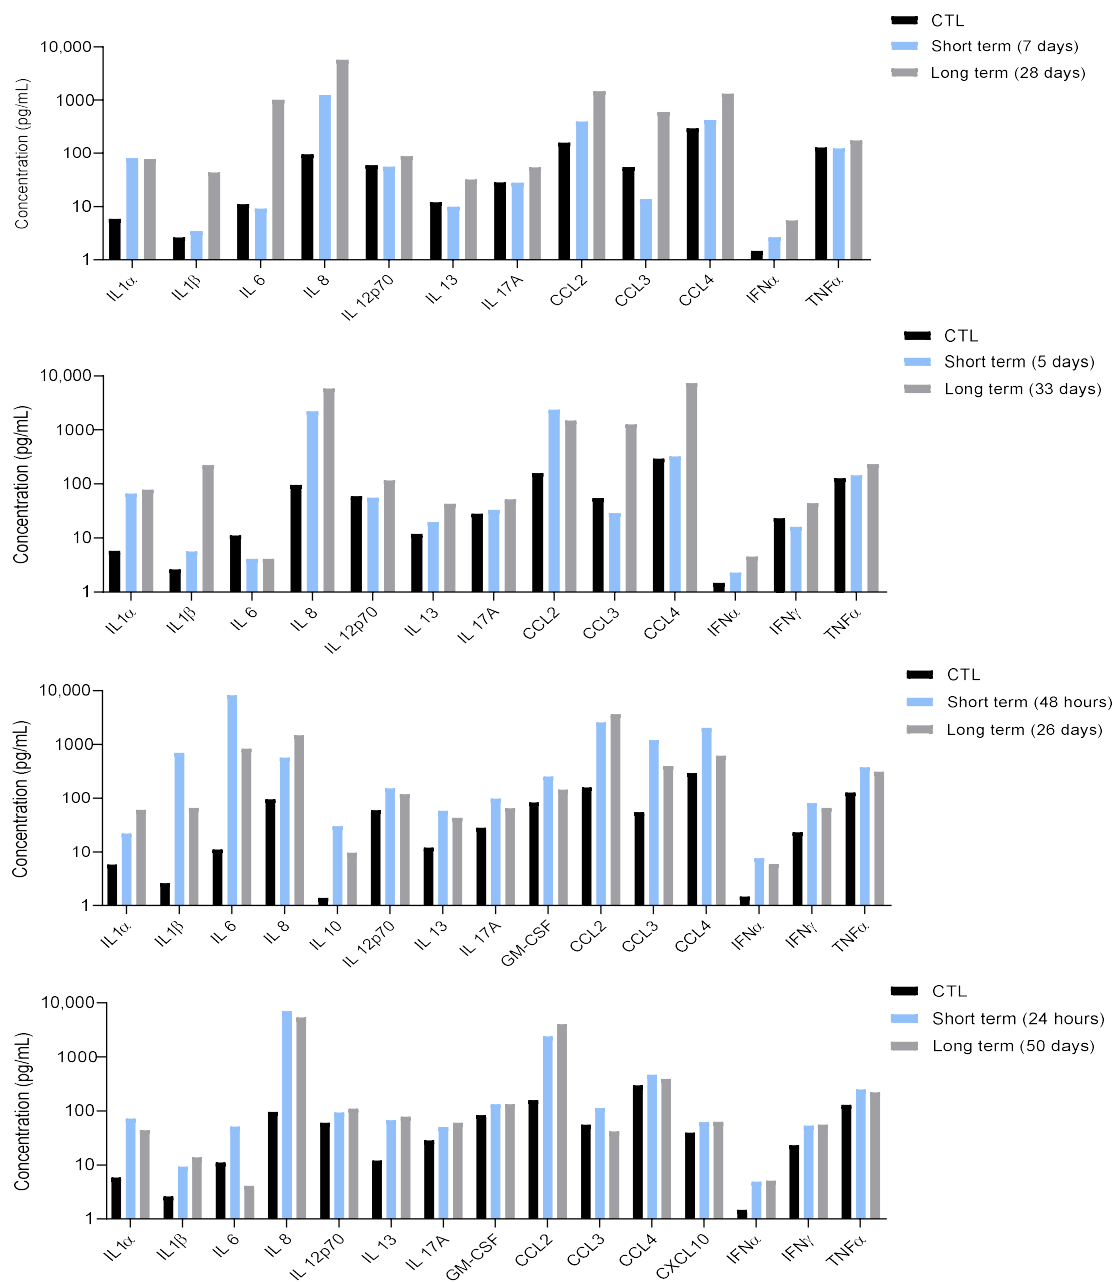 CTL
Short term (7 days)
Long term (28 days)
Concentration (pg/mL)
10,000
1000
100
10
1
IL1α
IL1β
IL 6
IL 8
IL 12p70
IL 13
IL 17A
CCL2
CCL3
CCL4
IFNα
TNFα
CTL
Short term (5 days)
Long term (33 days)
Concentration (pg/mL)
10,000
1000
100
10
1
IL1α
IL1β
IL 6
IL 8
IL 12p70
IL 13
IL 17A
CCL2
CCL3
CCL4
IFNα
IFNγ
TNFα
CTL
Short term (48 hours)
Long term (26 days)
Concentration (pg/mL)
10,000
1000
100
10
1
IL1α
IL1β
IL 6
IL 8
IL 10
IL 12p70
IL 13
IL 17A
GM-CSF
CCL2
CCL3
CCL4
IFNα
IFNγ
TNFα
CTL
Short term (24 hours)
Long term (50 days)
Concentration (pg/mL)
10,000
1000
100
10
1
IL1α
IL1β
IL 6
IL 8
IL 12p70
IL 13
IL 17A
GM-CSF
CCL2
CCL3
CCL4
CXCL10
IFNα
IFNγ
TNFα